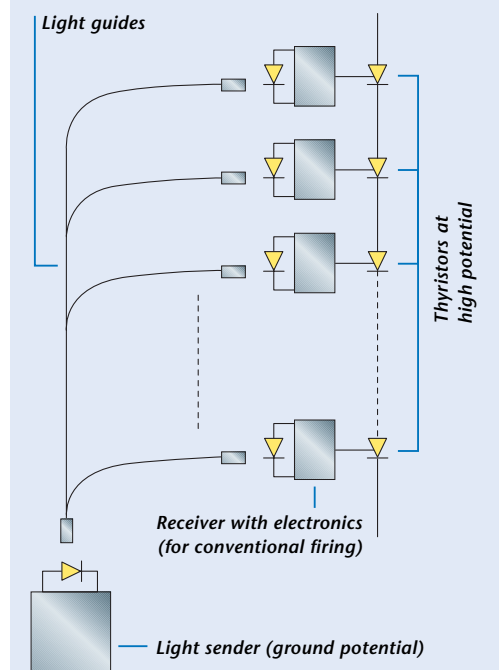 Light guides
Thyristors at
high potential
Receiver with electronics
(for conventional firing)
Light sender (ground potential)